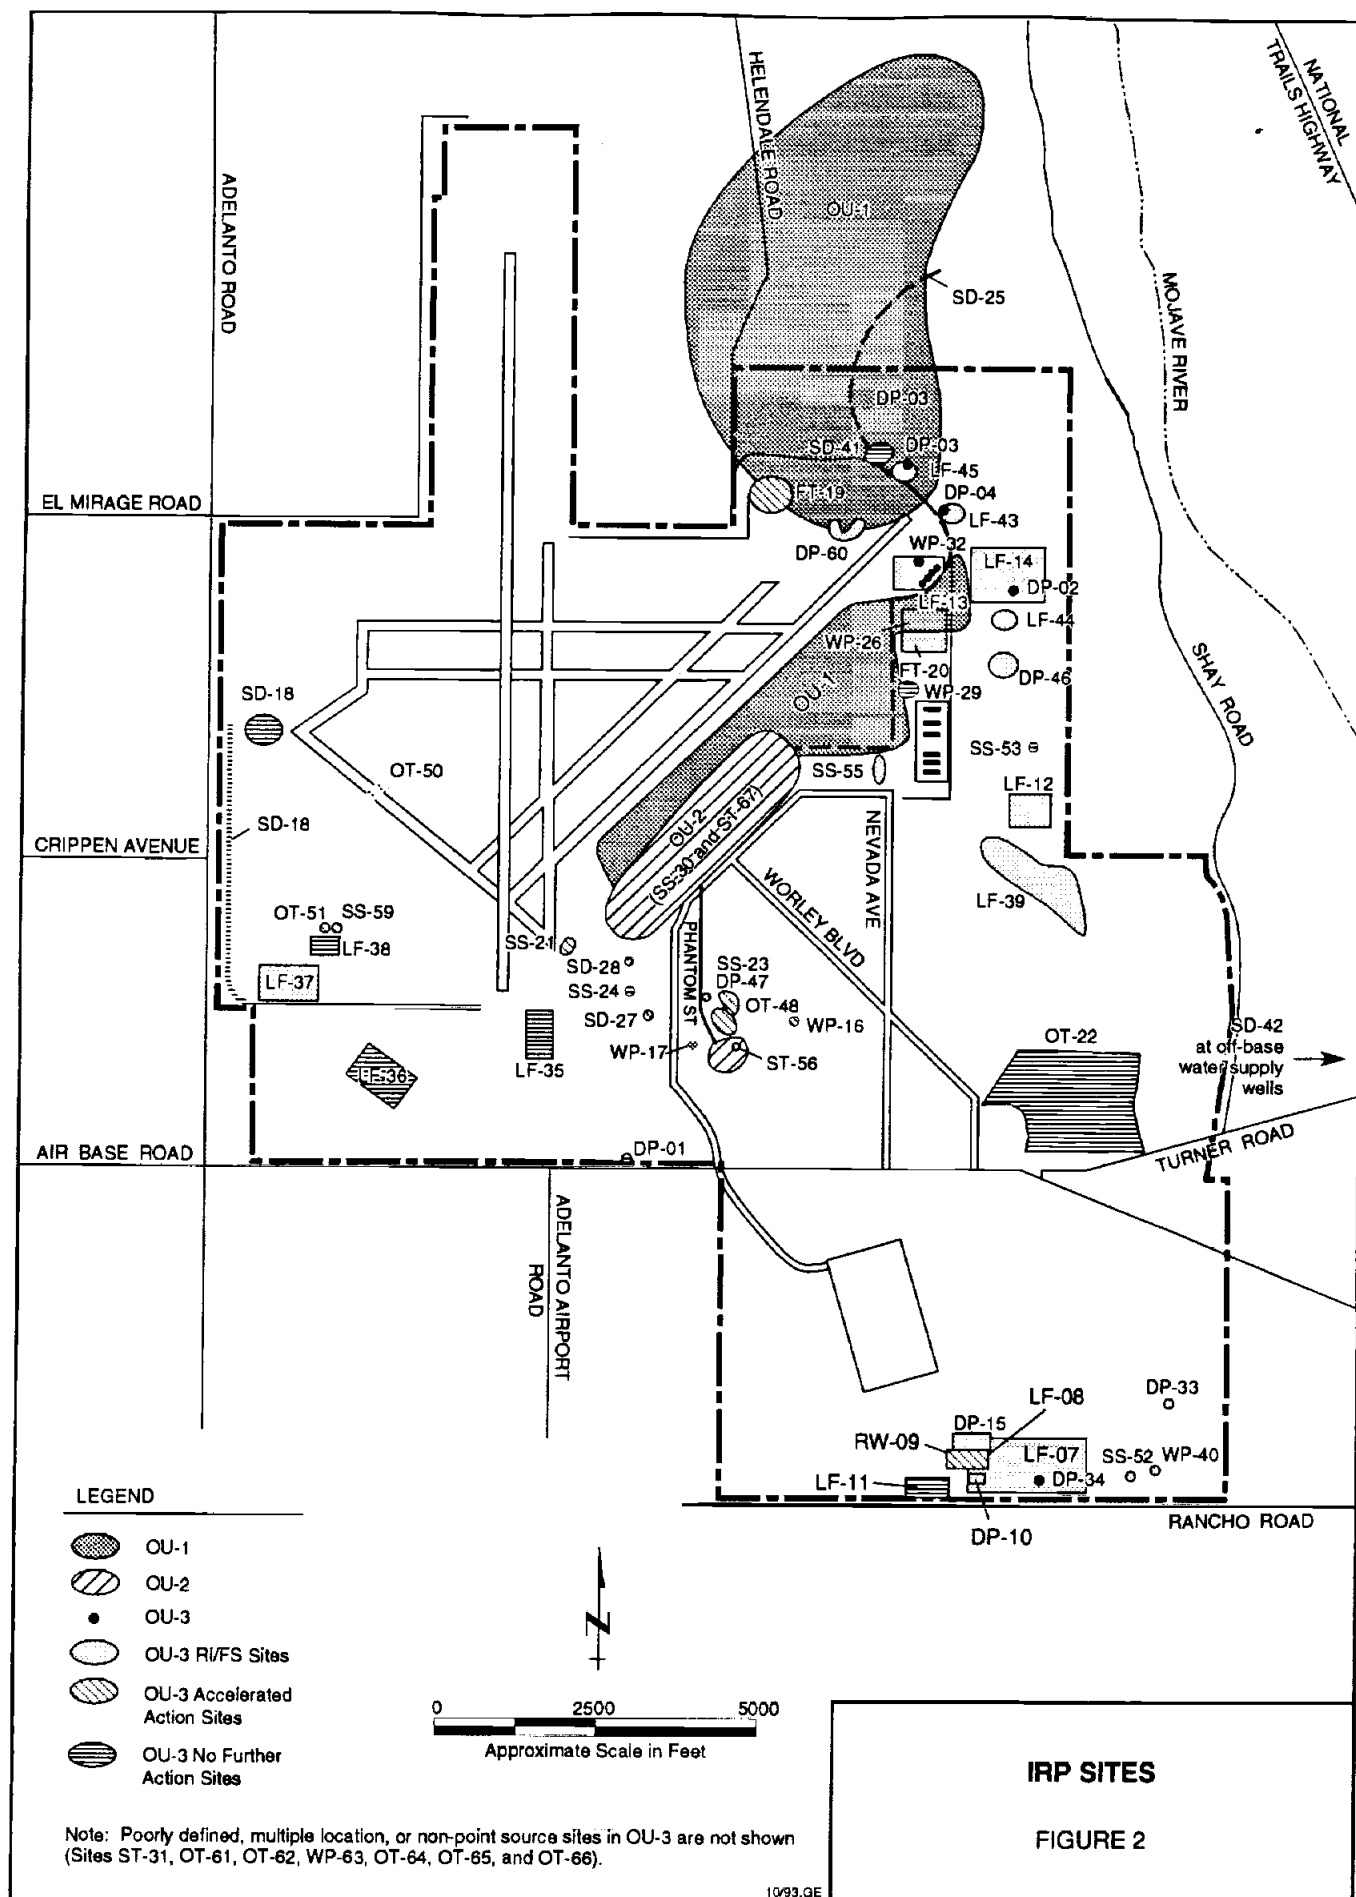 NATIONAL
TRAILS HIGHWAY
HELENDALE ROAD
ADELANTO ROAD
OU-1
SD-25
MOJAVE RIVER
DP-03
SD-41
DP-03
LF-45
EL MIRAGE ROAD
FT-19
DP-04
LF-43
DP-60
WP-32
LF-14
DP-02
LF-13
LF-44
WP-26
SHAY ROAD
FT-20
DP-46
SD-18
OU-1
WP-29
SS-53
OT-50
SS-55
LF-12
SD-18
OU-2
(SS-30 and ST-67)
NEVADA AVE
CRIPPEN AVENUE
WORLEY BLVD
LF-39
OT-51
SS-59
LF-38
SS-21
PHANTOM ST
SD-28
SS-23
DP-47
LF-37
SS-24
OT-48
SD-27
WP-16
SD-42
at off-base
water supply
wells
OT-22
WP-17
ST-56
LF-36
LF-35
AIR BASE ROAD
DP-01
TURNER ROAD
ADELANTO AIRPORT
ROAD
DP-33
LF-08
DP-15
RW-09
LF-07
SS-52
WP-40
LF-11
DP-34
DP-10
RANCHO ROAD
LEGEND
OU-1
OU-2
OU-3
OU-3 RI/FS Sites
OU-3 Accelerated
Action Sites
OU-3 No Further
Action Sites
N
0 2500 5000
Approximate Scale in Feet
IRP SITES
FIGURE 2
Note: Poorly defined, multiple location, or non-point source sites in OU-3 are not shown
(Sites ST-31, OT-61, OT-62, WP-63, OT-64, OT-65, and OT-66).
10/93.GE